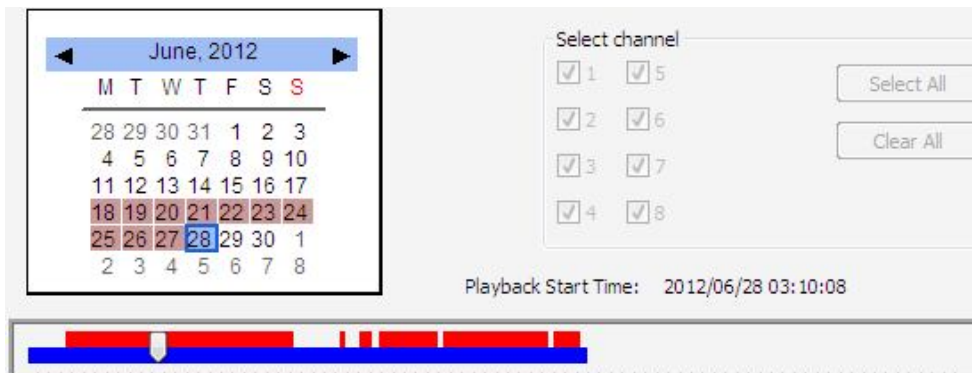 June, 2012
M T W T F S S
28 29 30 31 1 2 3
4 5 6 7 8 9 10
11 12 13 14 15 16 17
18 19 20 21 22 23 24
25 26 27 28 29 30 1
2 3 4 5 6 7 8
Select channel
1 5
2 6
3 7
4 8
Select All
Clear All
Playback Start Time: 2012/06/28 03:10:08